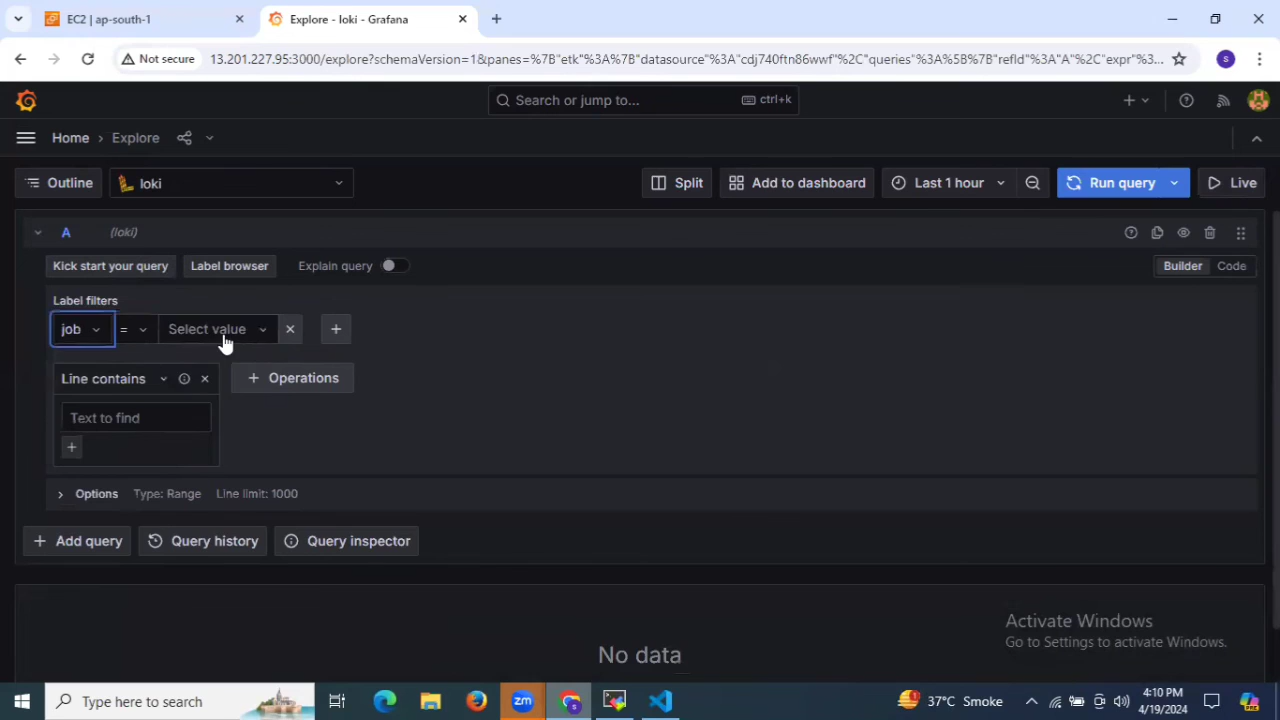 EC2 | ap-south-1
Explore - loki - Grafana
Not secure
13.201.227.95:3000/explore?schemaVersion=1&panes=%7B"etk"%3A%7B"datasource"%3A"cdj740ftn86wwf"%2C"queries"%3A%5B%7B"refId"%3A"A"%2C"expr"%...
S
Search or jump to...
ctrl+k
Home
Explore
Outline
loki
Split
Add to dashboard
Last 1 hour
Run query
Live
A
(loki)
Kick start your query
Label browser
Explain query
Builder
Code
Label filters
job
=
Select value
Line contains
Operations
Text to find
Options
Type: Range
Line limit: 1000
Add query
Query history
Query inspector
Activate Windows
Go to Settings to activate Windows.
No data
Type here to search
zm
37°C Smoke
4:10 PM
4/19/2024